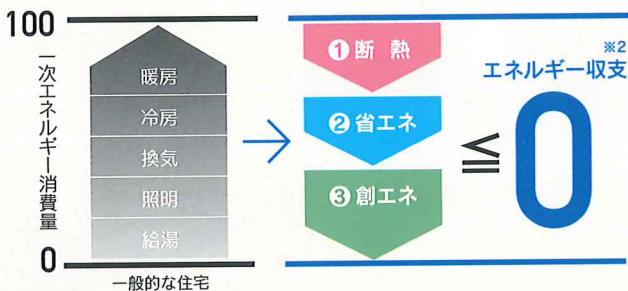 100
一次エネルギー消費量
0
暖房
冷房
換気
照明
給湯
一般的な住宅
❶断熱
❷省エネ
❸創エネ
≦
※2
エネルギー収支
0